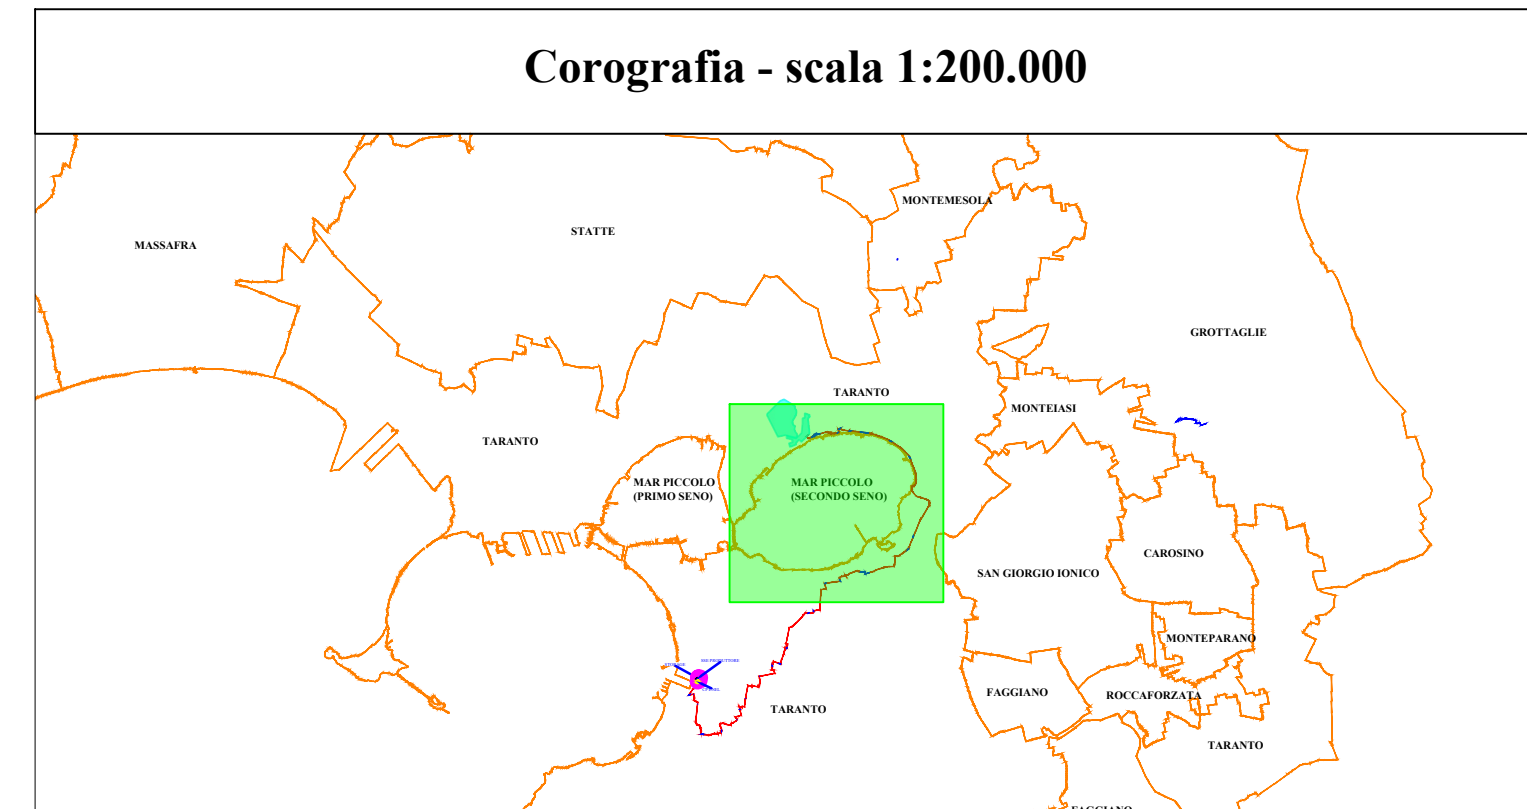 Corografia - scala 1:200.000
MONTEMESOLA
STATTE
MASSAFRA
GROTTAGLIE
TARANTO
MONTEIASI
TARANTO
MAR PICCOLO
(PRIMO SENO)
MAR PICCOLO
(SECONDO SENO)
CAROSINO
SAN GIORGIO IONICO
MONTEPARANO
FAGGIANO
ROCCAFORZATA
TARANTO
TARANTO
FAGGIANO